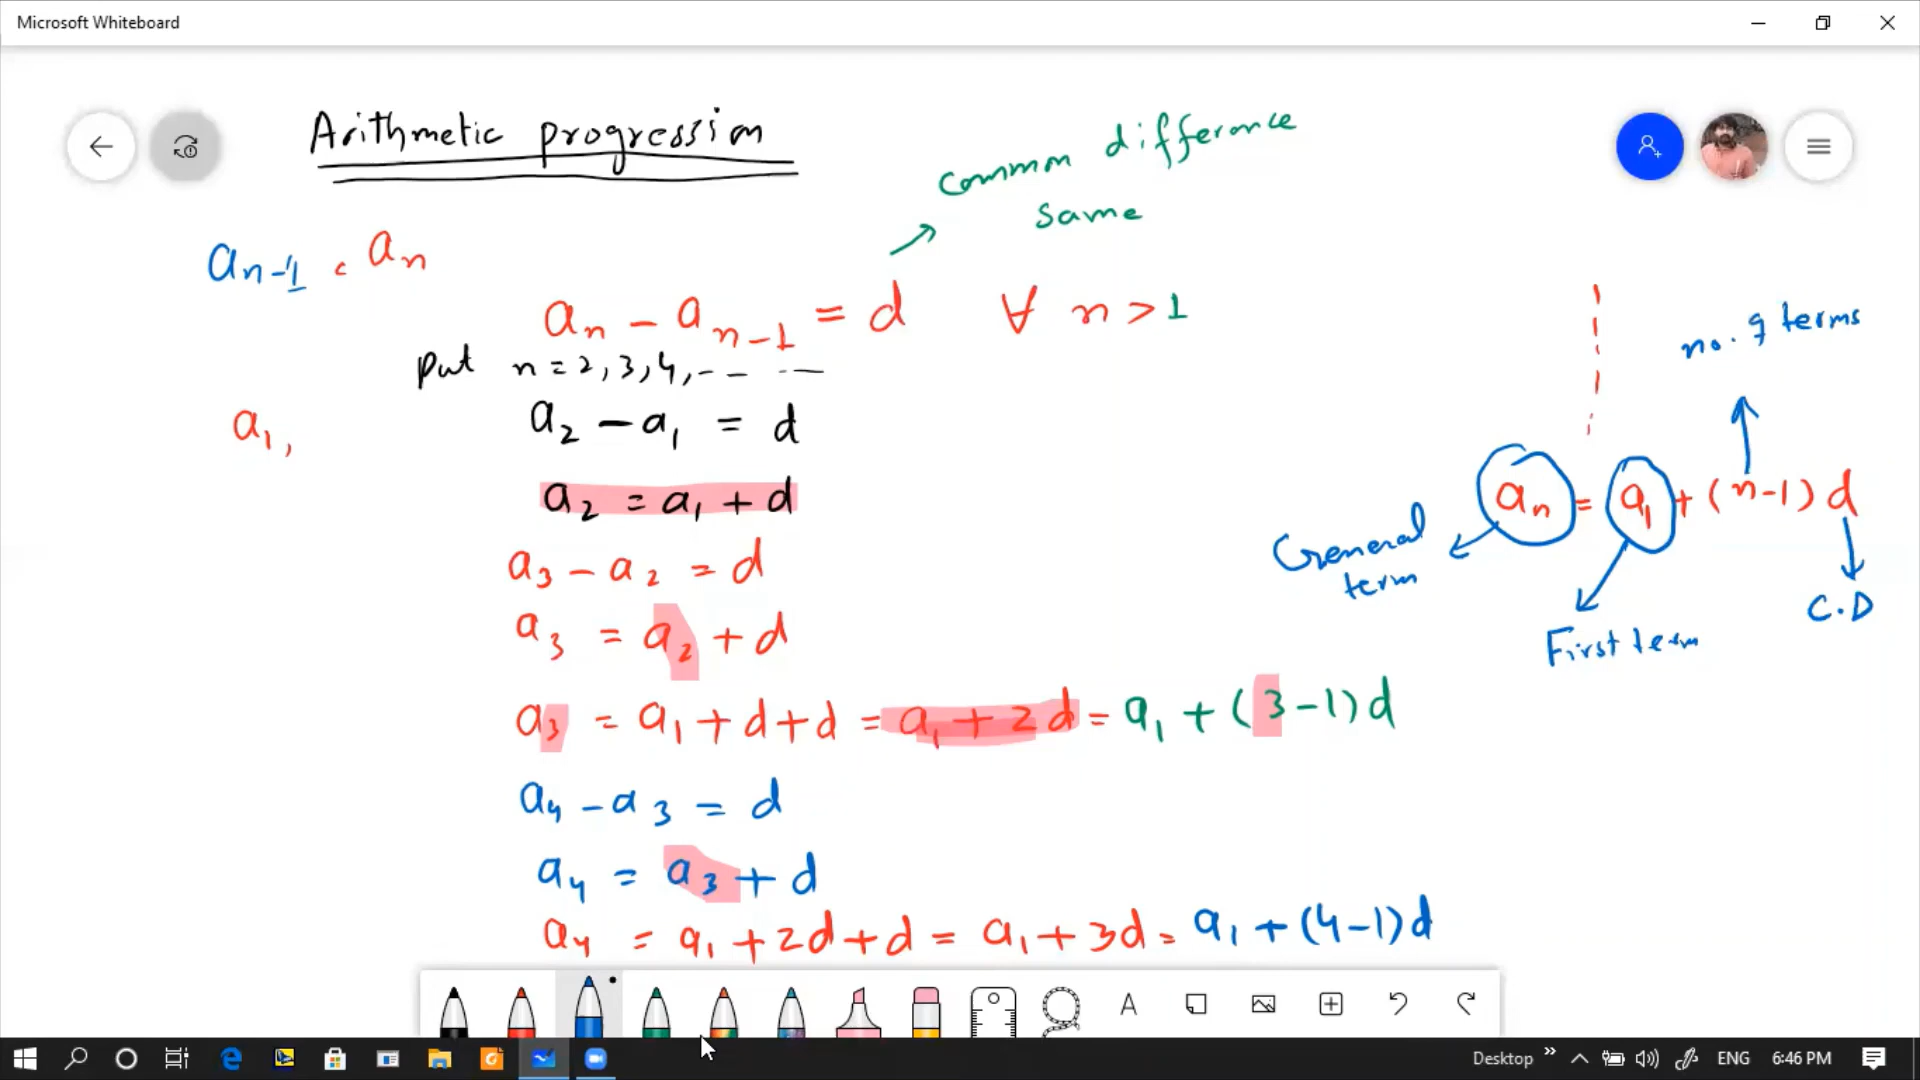 Microsoft Whiteboard
Arithmetic progression
Common difference
same
aₙ₋₁ , aₙ
aₙ - aₙ₋₁ = d ∀ n > 1
no. of terms
put n = 2, 3, 4, - - - -
a₁,
a₂ - a₁ = d
a₂ = a₁ + d
aₙ = a₁ + (n-1) d
General
term
a₃ - a₂ = d
C.D
First term
a₃ = a₂ + d
a₃ = a₁ + d + d = a₁ + 2d = a₁ + (3-1)d
a₄ - a₃ = d
a₄ = a₃ + d
a₄ = a₁ + 2d + d = a₁ + 3d = a₁ + (4-1)d
A
Desktop » ENG 6:46 PM